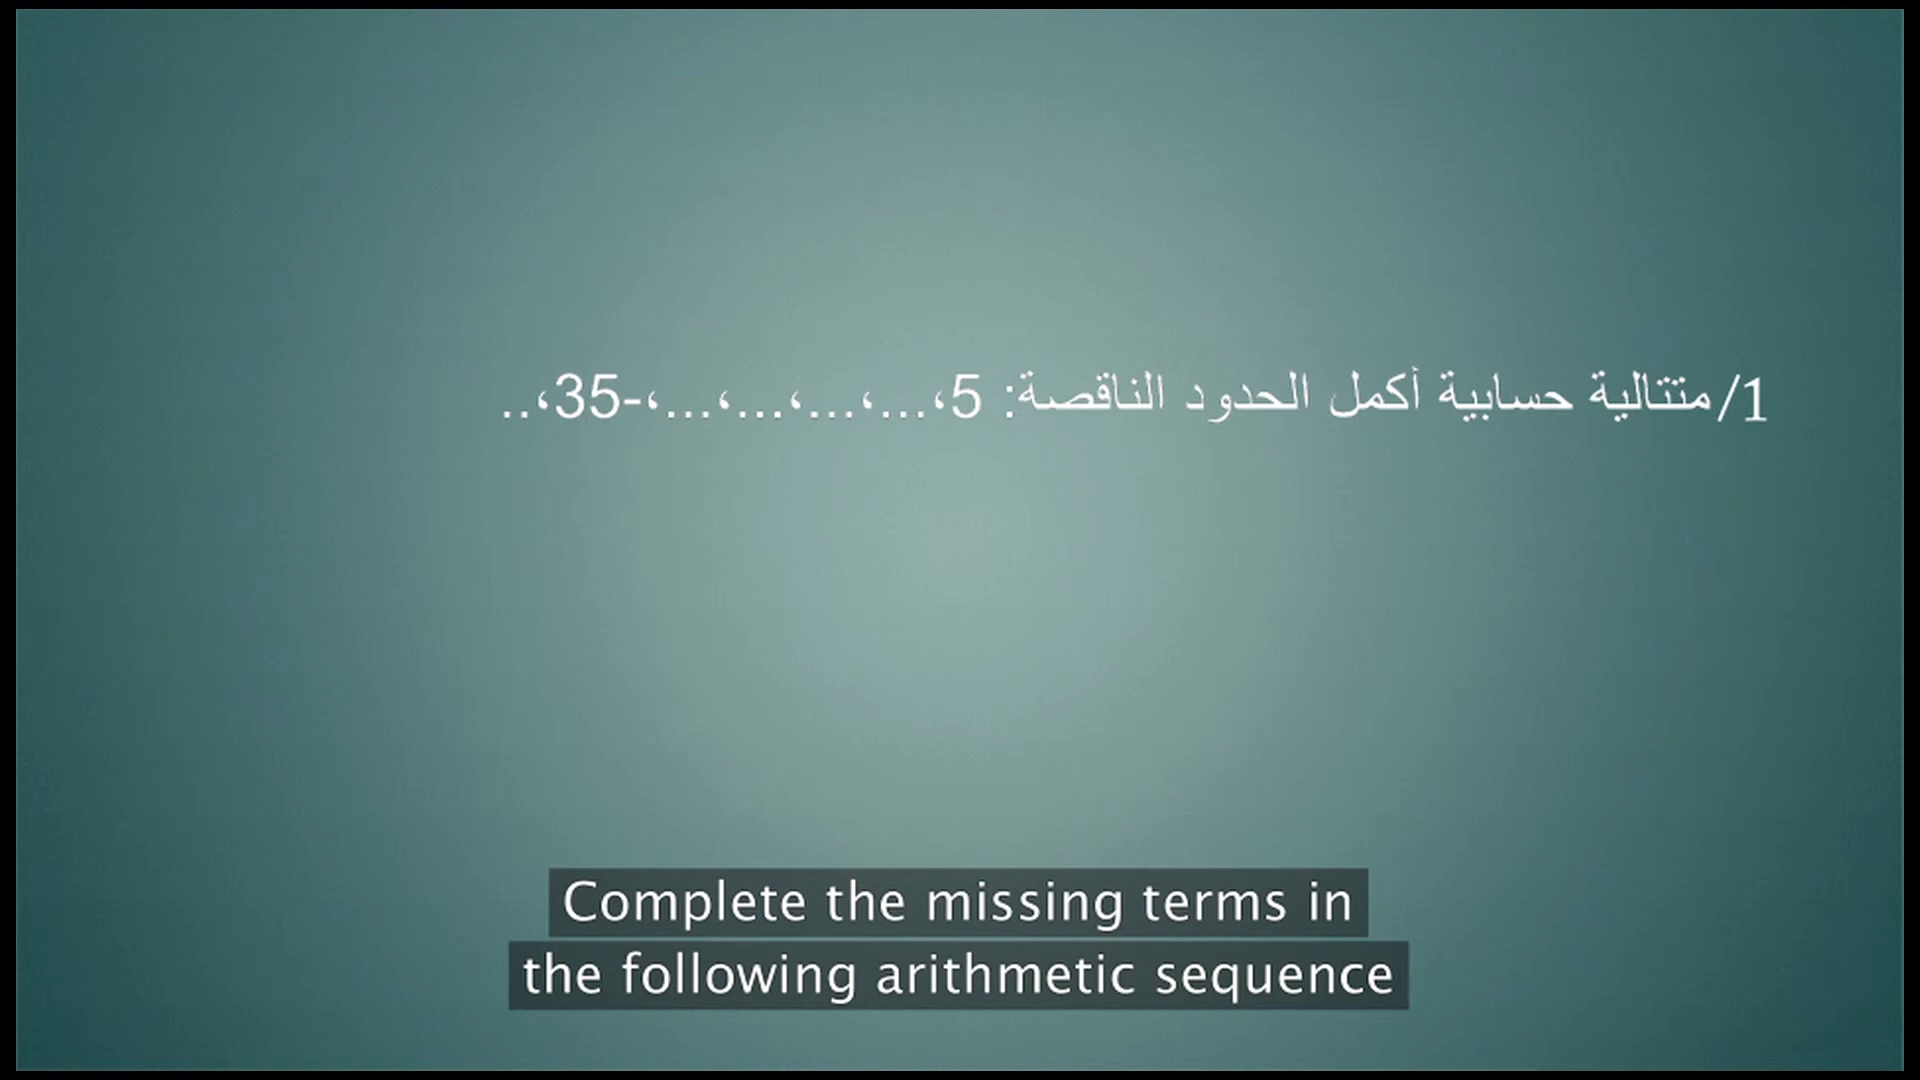 1/متتالية حسابية أكمل الحدود الناقصة: 5،...،...،...،...،-35،..
Complete the missing terms in
the following arithmetic sequence